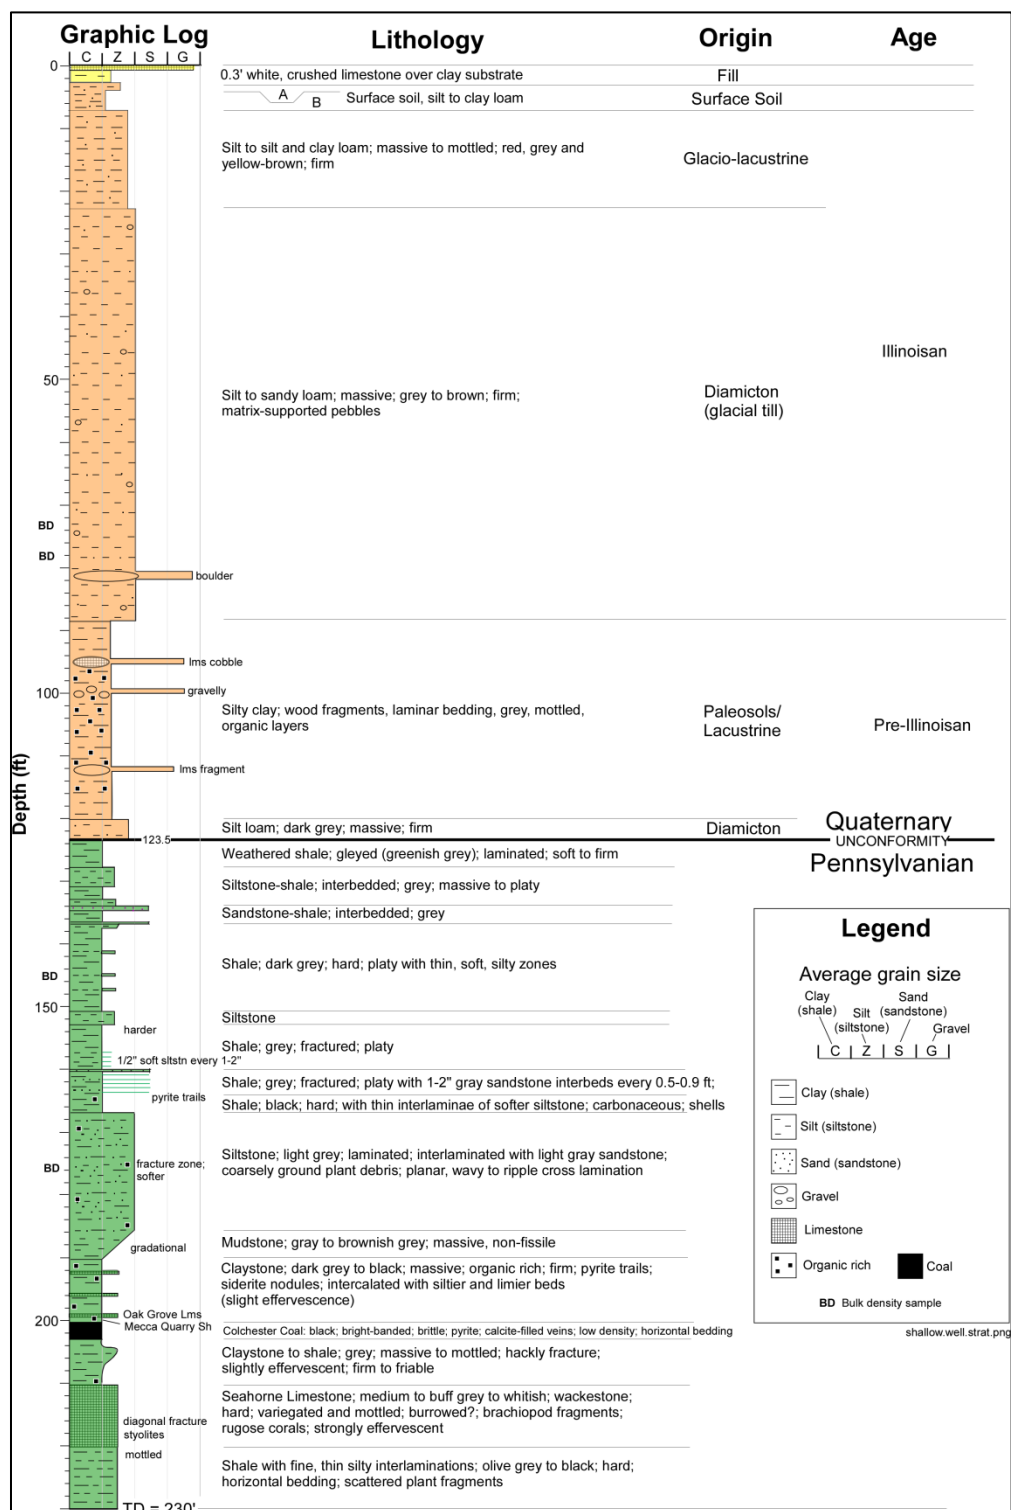 Graphic Log
Lithology
Origin
Age
C Z S G
0
0.3' white, crushed limestone over clay substrate
Fill
A
B
Surface soil, silt to clay loam
Surface Soil
Silt to silt and clay loam; massive to mottled; red, grey and
yellow-brown; firm
Glacio-lacustrine
Illinoisan
50
Silt to sandy loam; massive; grey to brown; firm;
matrix-supported pebbles
Diamicton
(glacial till)
BD
BD
boulder
lms cobble
gravelly
100
Silty clay; wood fragments, laminar bedding, grey, mottled,
organic layers
Paleosols/
Lacustrine
Pre-Illinoisan
lms fragment
Depth (ft)
Silt loam; dark grey; massive; firm
Diamicton
Quaternary
123.5
UNCONFORMITY
Pennsylvanian
Weathered shale; gleyed (greenish grey); laminated; soft to firm
Siltstone-shale; interbedded; grey; massive to platy
Sandstone-shale; interbedded; grey
Shale; dark grey; hard; platy with thin, soft, silty zones
BD
150
Siltstone
harder
Shale; grey; fractured; platy
1/2" soft sltstn every 1-2"
Shale; grey; fractured; platy with 1-2" gray sandstone interbeds every 0.5-0.9 ft;
pyrite trails
Shale; black; hard; with thin interlaminae of softer siltstone; carbonaceous; shells
Siltstone; light grey; laminated; interlaminated with light gray sandstone;
coarsely ground plant debris; planar, wavy to ripple cross lamination
BD
fracture zone;
softer
gradational
Mudstone; gray to brownish grey; massive, non-fissile
Claystone; dark grey to black; massive; organic rich; firm; pyrite trails;
siderite nodules; intercalated with siltier and limier beds
(slight effervescence)
Oak Grove Lms
200
Mecca Quarry Sh
Colchester Coal: black; bright-banded; brittle; pyrite; calcite-filled veins; low density; horizontal bedding
Claystone to shale; grey; massive to mottled; hackly fracture;
slightly effervescent; firm to friable
Seahorne Limestone; medium to buff grey to whitish; wackestone;
hard; variegated and mottled; burrowed?; brachiopod fragments;
rugose corals; strongly effervescent
diagonal fracture
styolites
mottled
Shale with fine, thin silty interlaminations; olive grey to black; hard;
horizontal bedding; scattered plant fragments
TD = 230'
Legend
Average grain size
Clay
(shale)
Silt
(siltstone)
Sand
(sandstone)
Gravel
C Z S G
Clay (shale)
Silt (siltstone)
Sand (sandstone)
Gravel
Limestone
Organic rich
Coal
BD Bulk density sample
shallow.well.strat.png